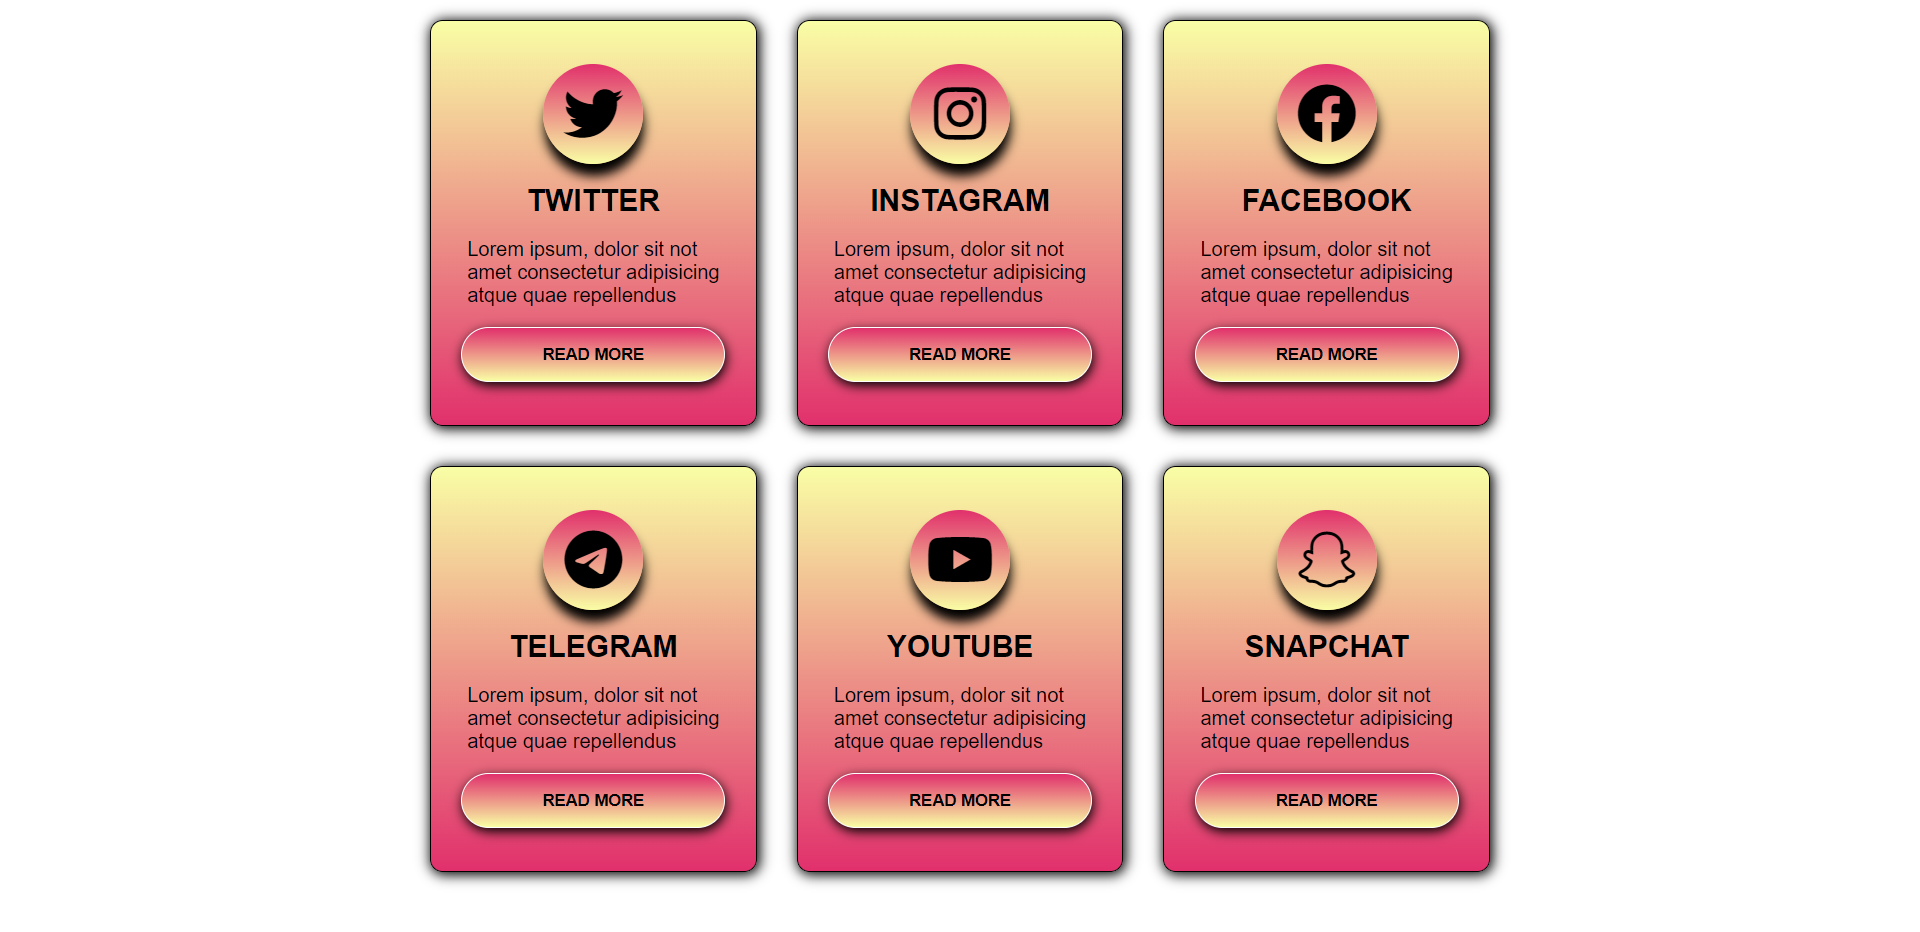 TWITTER
Lorem ipsum, dolor sit not
amet consectetur adipisicing
atque quae repellendus
READ MORE
INSTAGRAM
Lorem ipsum, dolor sit not
amet consectetur adipisicing
atque quae repellendus
READ MORE
FACEBOOK
Lorem ipsum, dolor sit not
amet consectetur adipisicing
atque quae repellendus
READ MORE
TELEGRAM
Lorem ipsum, dolor sit not
amet consectetur adipisicing
atque quae repellendus
READ MORE
YOUTUBE
Lorem ipsum, dolor sit not
amet consectetur adipisicing
atque quae repellendus
READ MORE
SNAPCHAT
Lorem ipsum, dolor sit not
amet consectetur adipisicing
atque quae repellendus
READ MORE